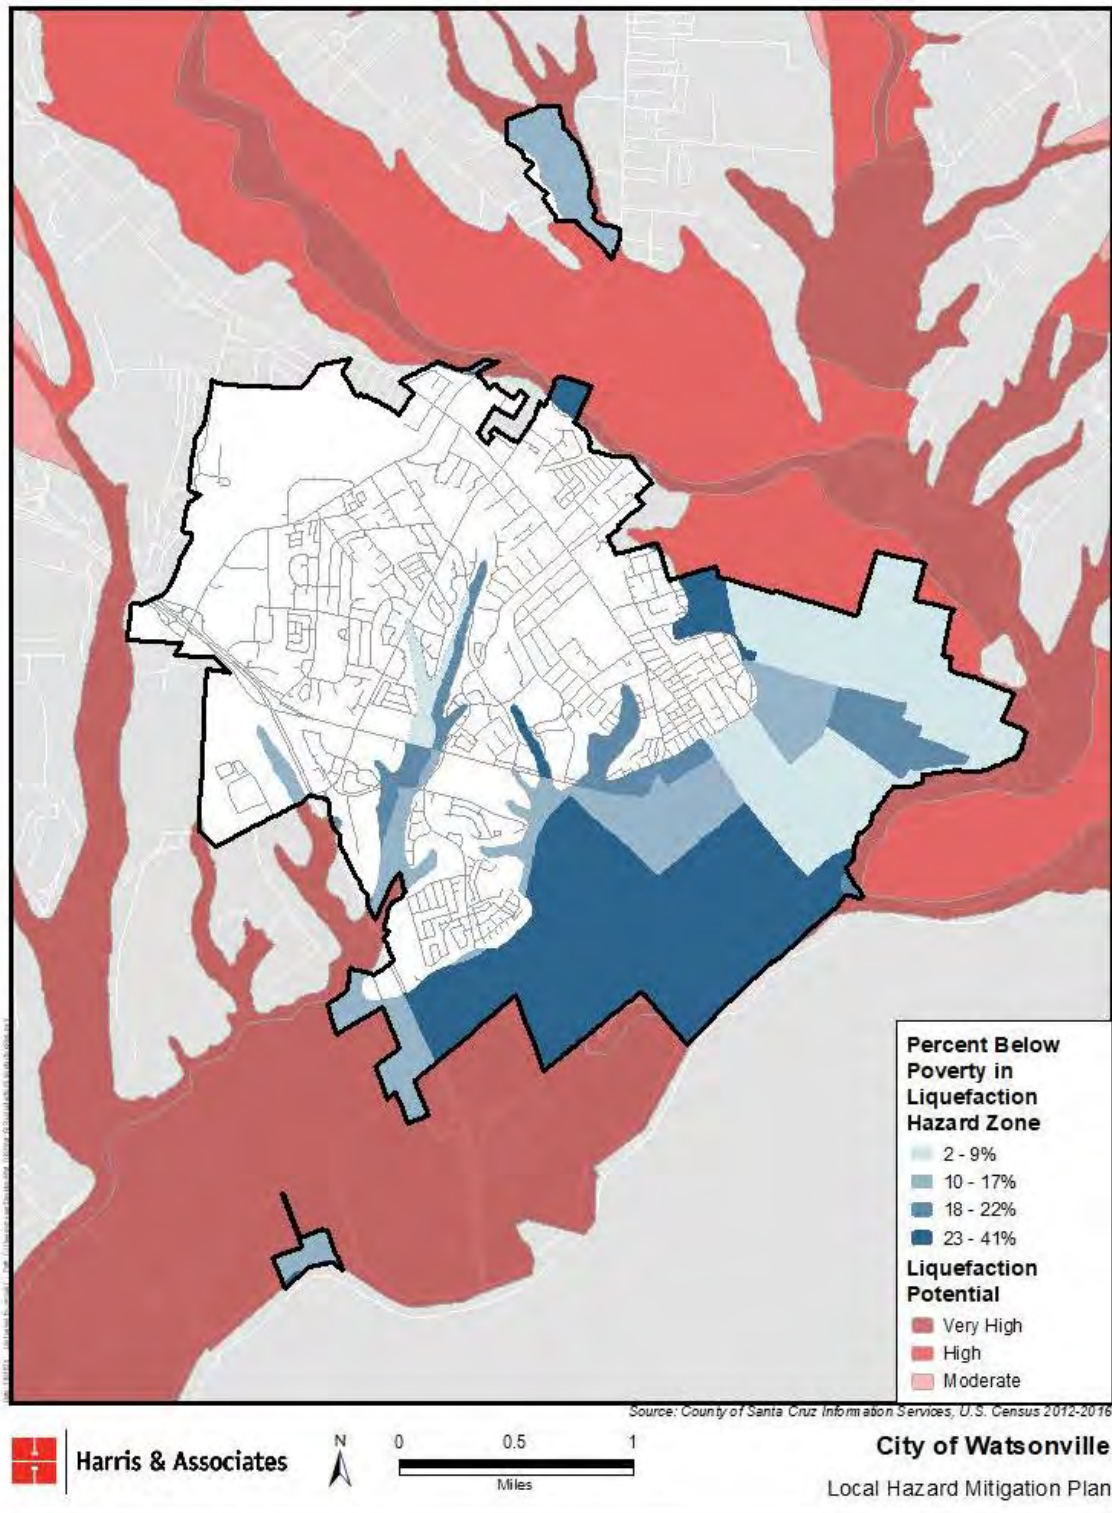 Percent Below
Poverty in
Liquefaction
Hazard Zone
2 - 9%
10 - 17%
18 - 22%
23 - 41%
Liquefaction
Potential
Very High
High
Moderate
Source: County of Santa Cruz Information Services, U.S. Census 2012-2016
Harris & Associates
N
0 0.5 1
Miles
City of Watsonville
Local Hazard Mitigation Plan